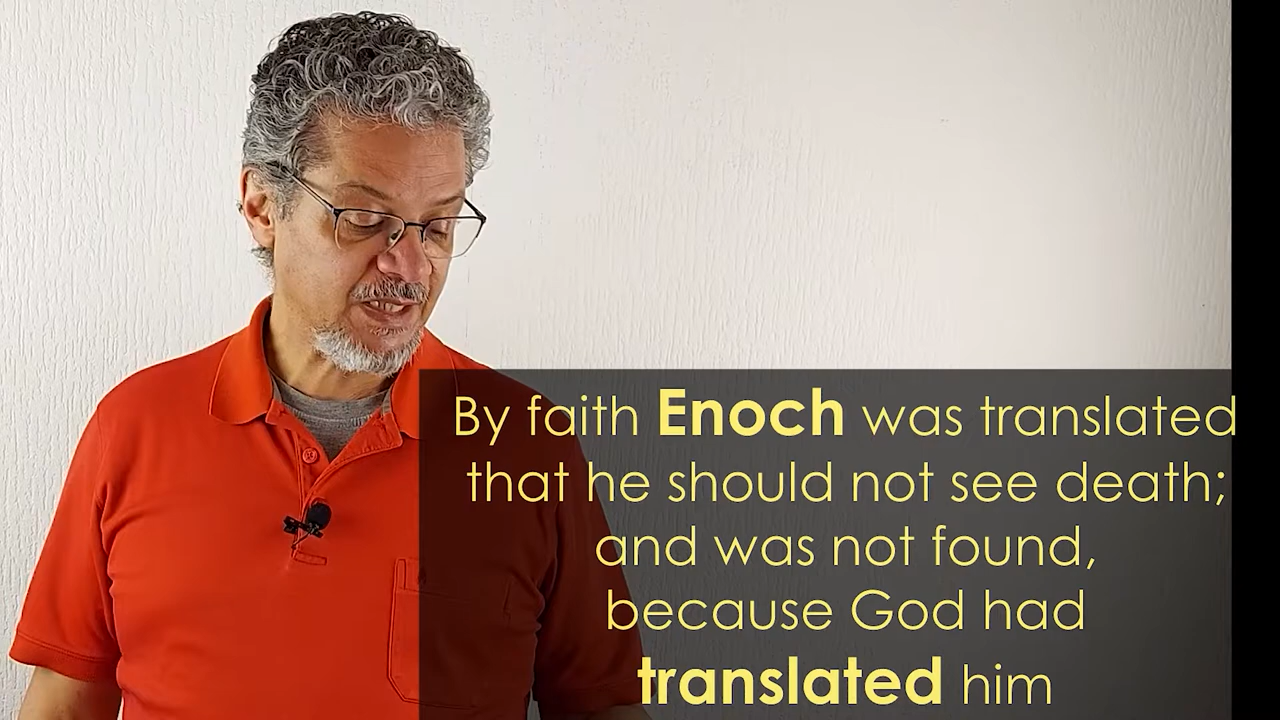 By faith Enoch was translated
that he should not see death;
and was not found,
because God had
translated him